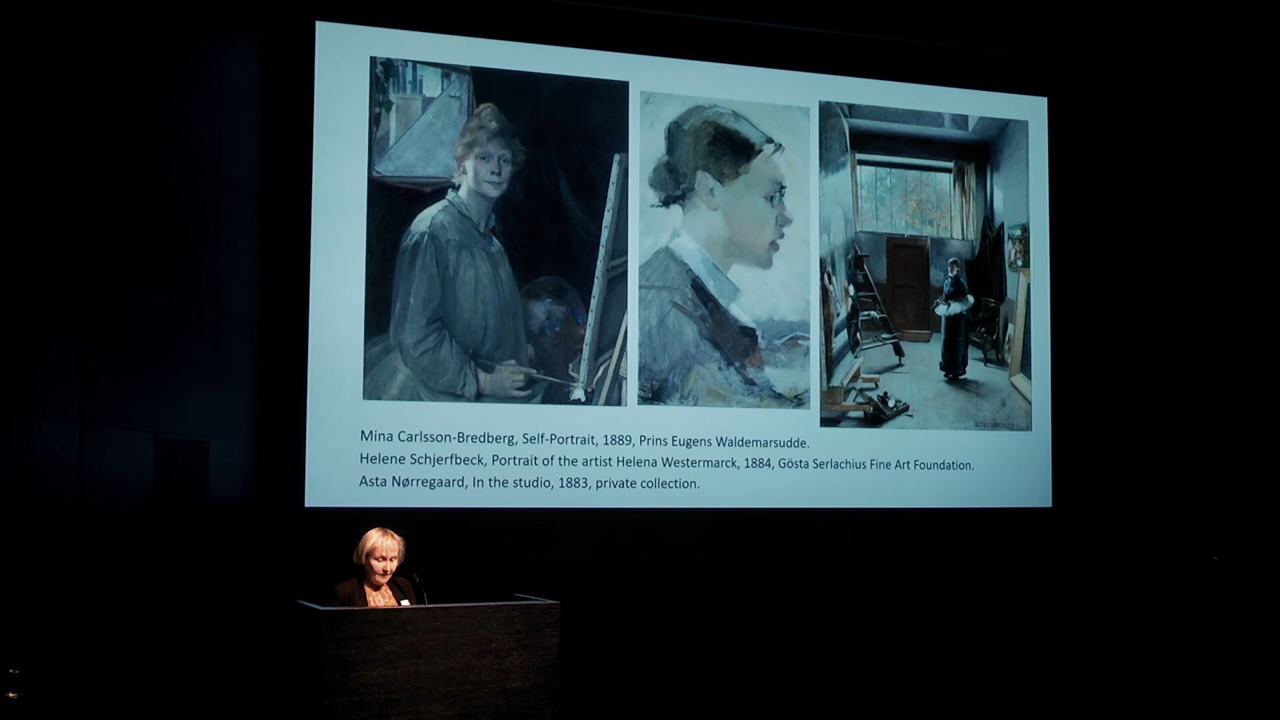 Mina Carlsson-Bredberg, Self-Portrait, 1889, Prins Eugens Waldemarsudde.
Helene Schjerfbeck, Portrait of the artist Helena Westermarck, 1884, Gösta Serlachius Fine Art Foundation.
Asta Nørregaard, In the studio, 1883, private collection.